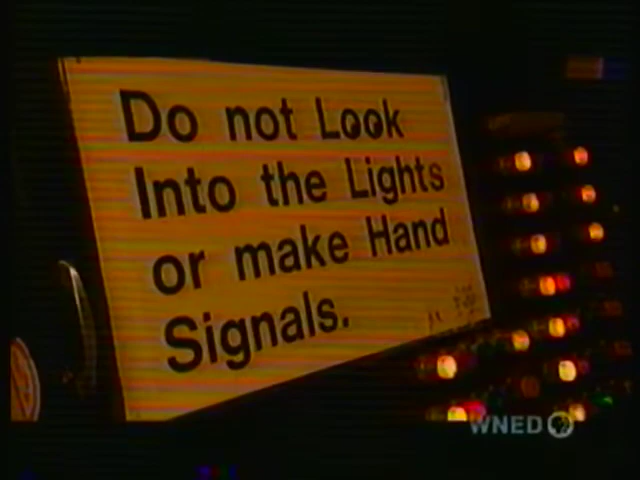 Do not Look
Into the Lights
or make Hand
Signals.
WNED